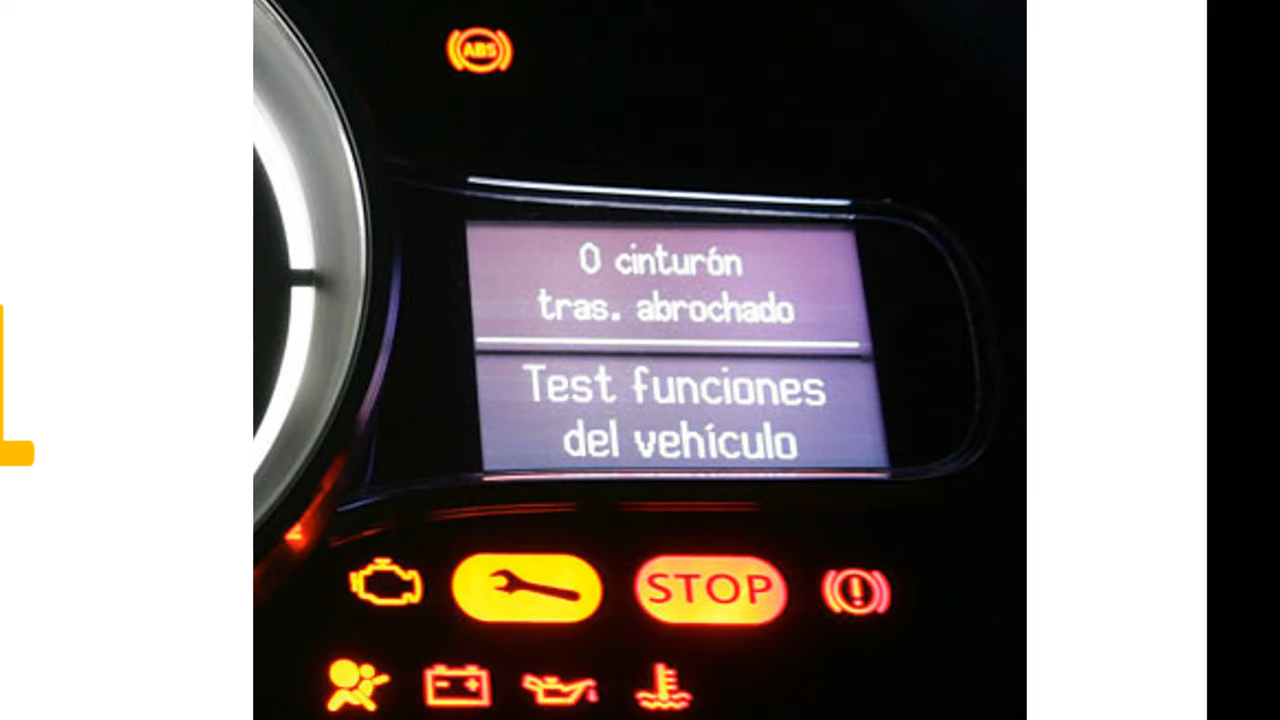 ABS
0 cinturón
tras. abrochado
Test funciones
del vehículo
STOP